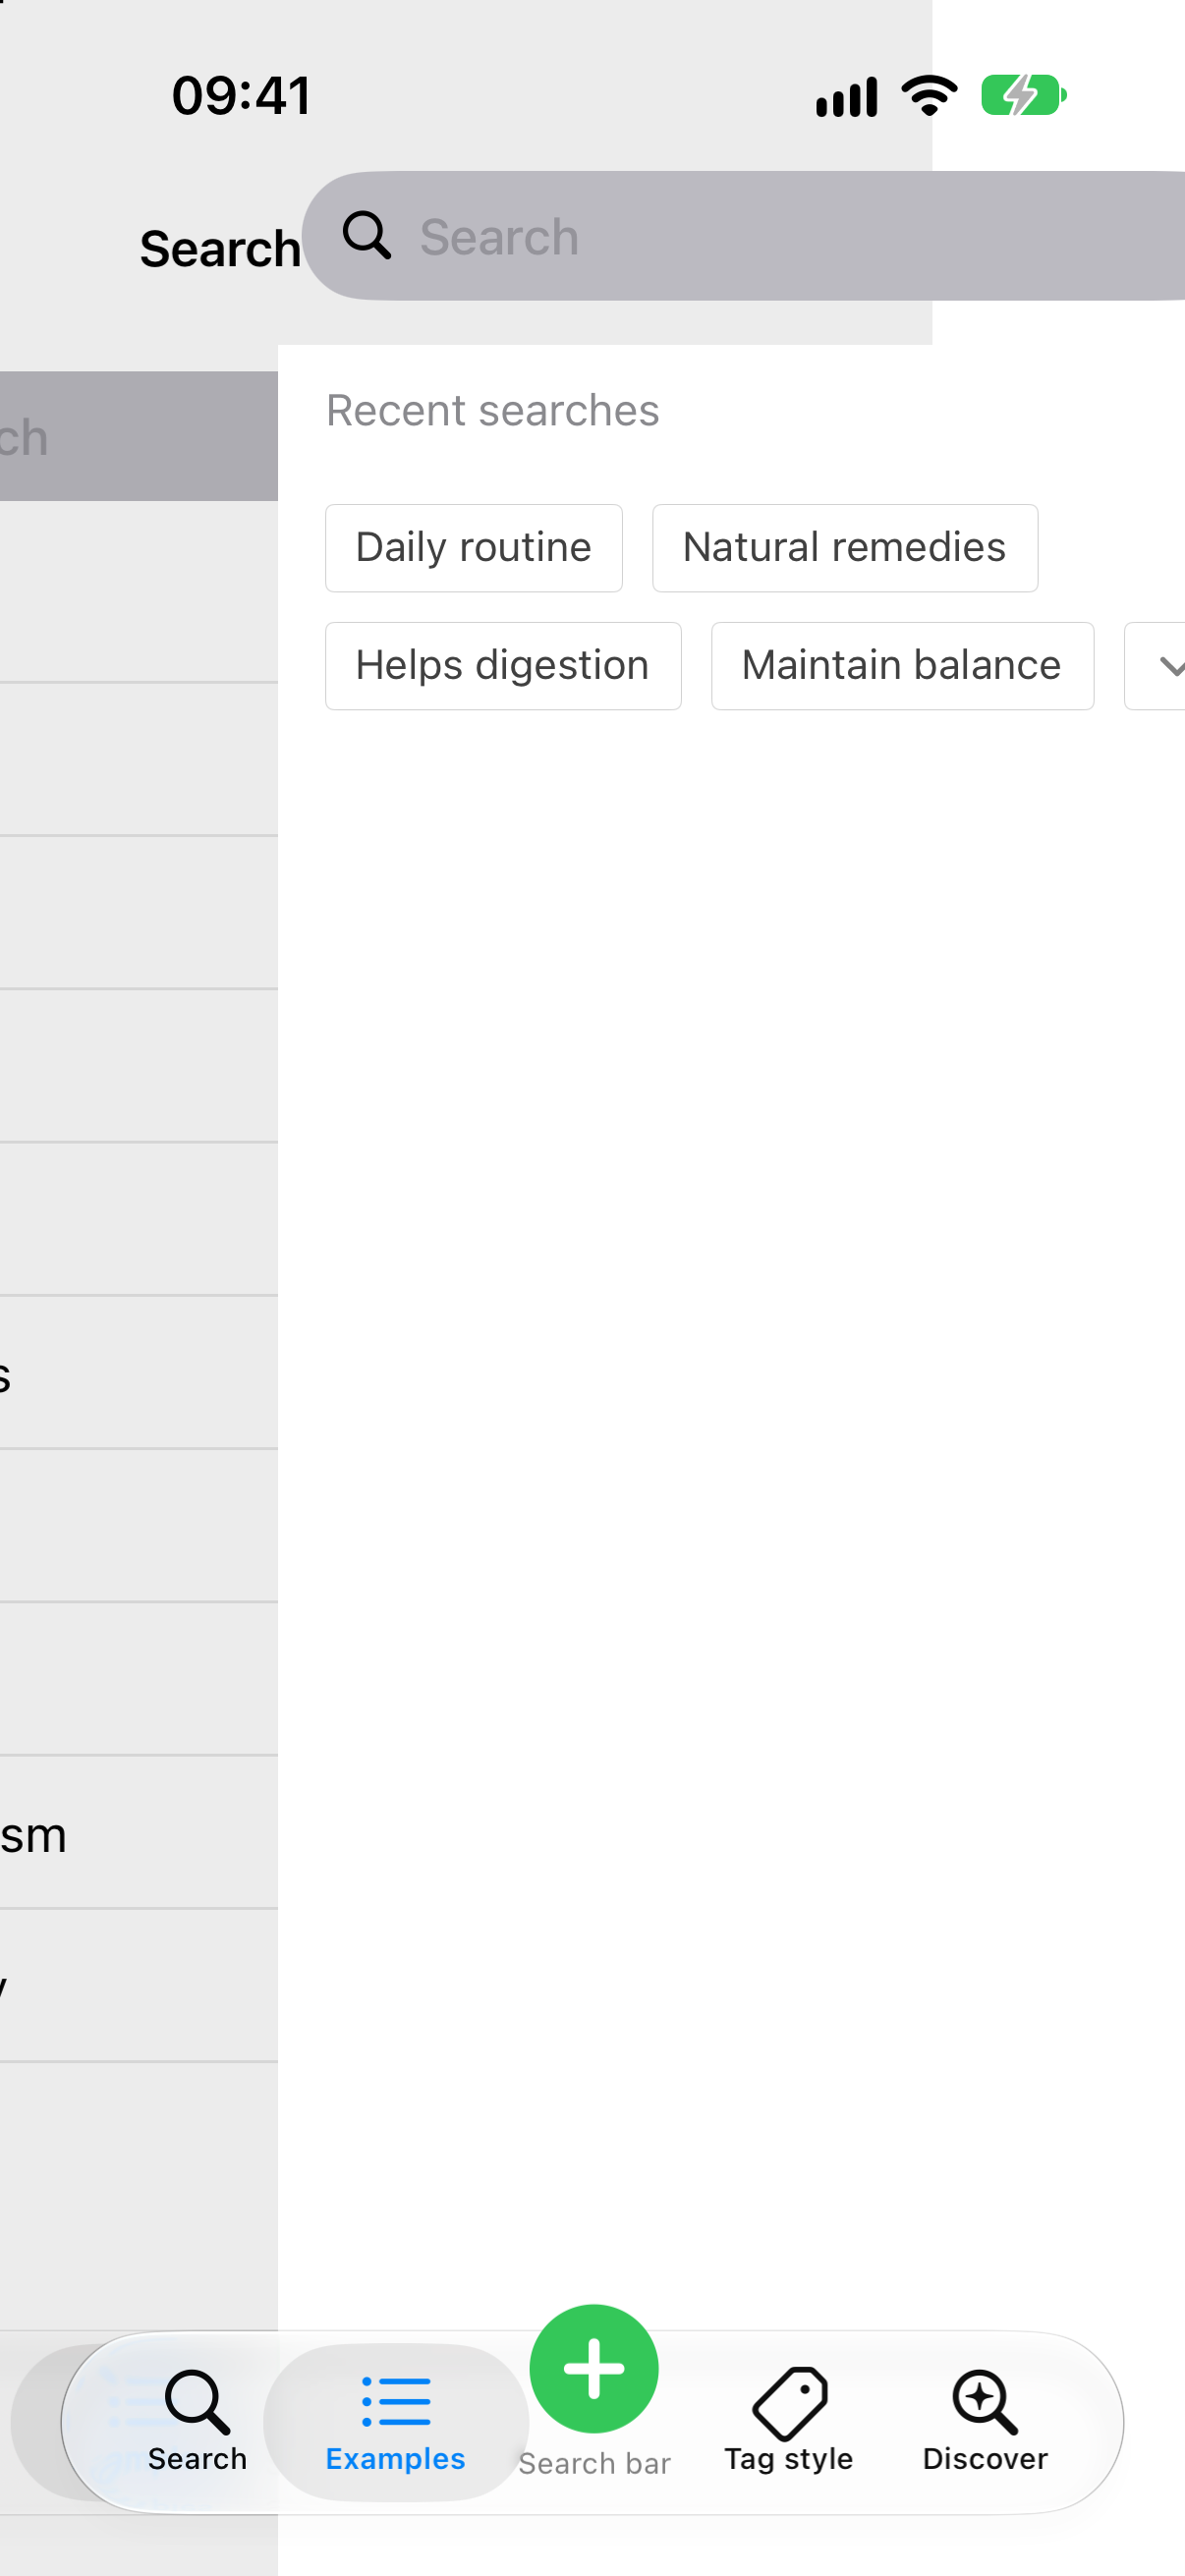 09:41
Search
Search
ch
Recent searches
Daily routine
Natural remedies
Helps digestion
Maintain balance
s
sm
y
Search
Examples
Search bar
Tag style
Discover